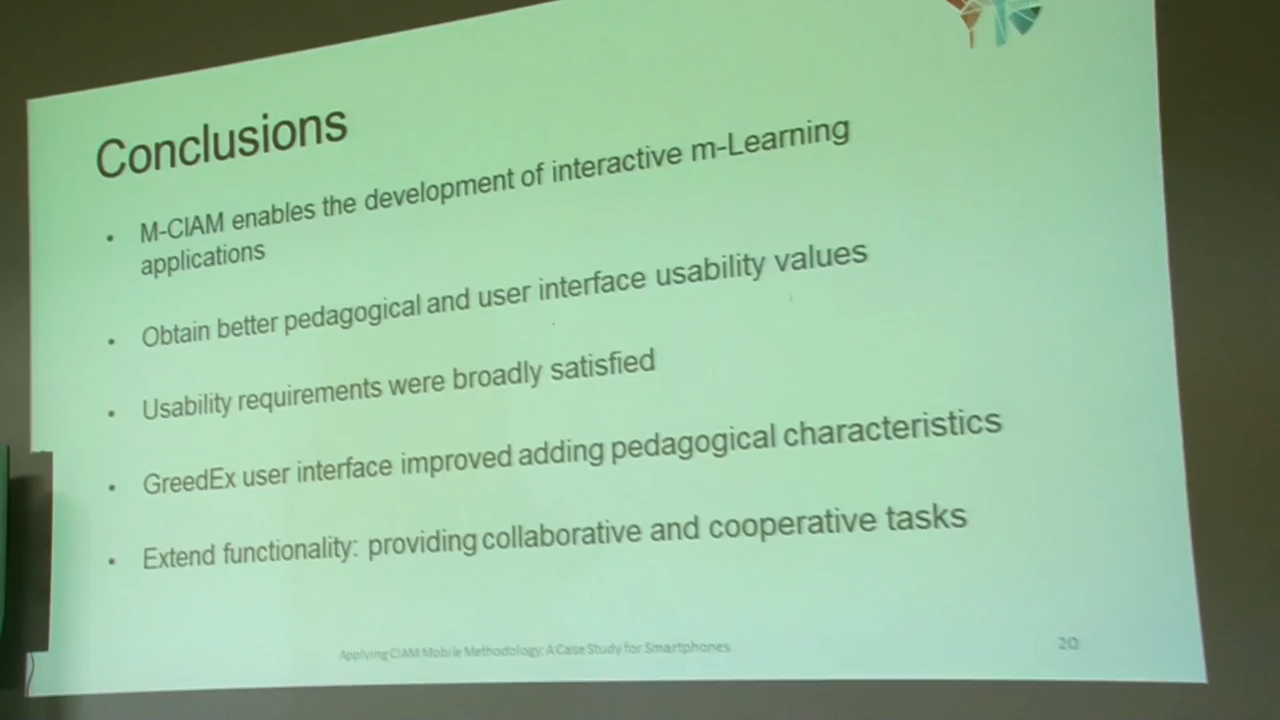 Conclusions
• M-CIAM enables the development of interactive m-Learning
applications
• Obtain better pedagogical and user interface usability values
• Usability requirements were broadly satisfied
• GreedEx user interface improved adding pedagogical characteristics
• Extend functionality: providing collaborative and cooperative tasks
Applying CIAM Mobile Methodology: A Case Study for Smartphones
20